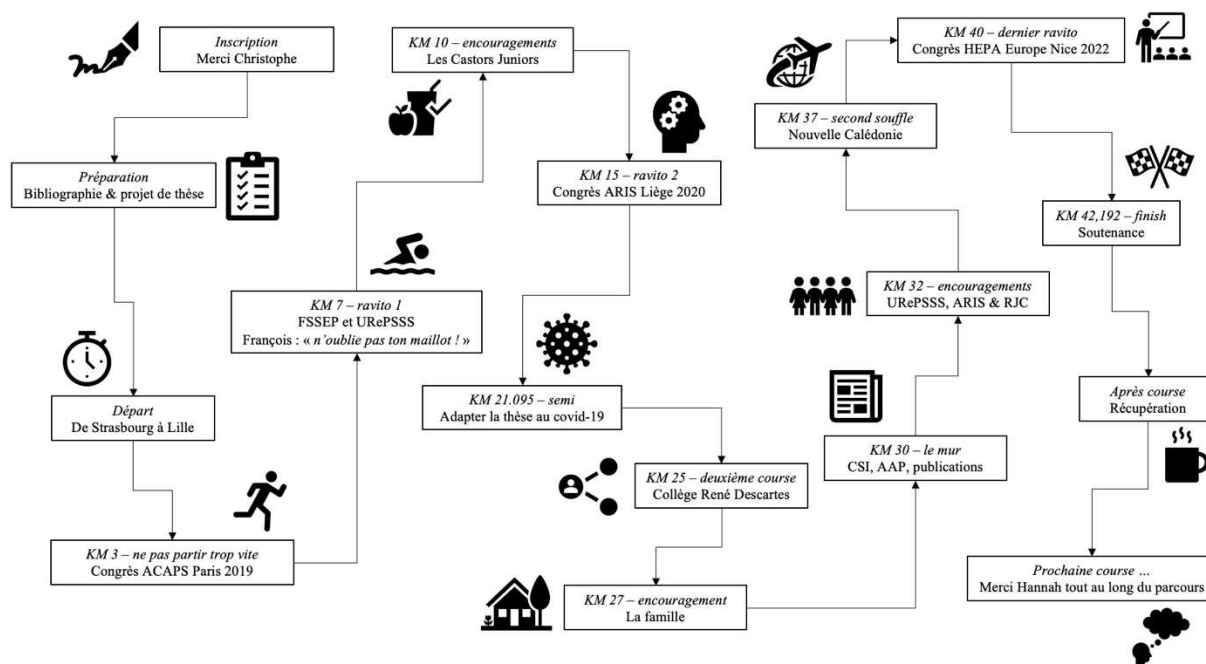 Inscription
Merci Christophe
Préparation
Bibliographie & projet de thèse
Départ
De Strasbourg à Lille
KM 3 – ne pas partir trop vite
Congrès ACAPS Paris 2019
KM 7 – ravito 1
FSSEP et URePSSS
François : « n’oublie pas ton maillot ! »
KM 10 – encouragements
Les Castors Juniors
KM 15 – ravito 2
Congrès ARIS Liège 2020
KM 21.095 – semi
Adapter la thèse au covid-19
KM 25 – deuxième course
Collège René Descartes
KM 27 – encouragement
La famille
KM 30 – le mur
CSI, AAP, publications
KM 32 – encouragements
URePSSS, ARIS & RJC
KM 37 – second souffle
Nouvelle Calédonie
KM 40 – dernier ravito
Congrès HEPA Europe Nice 2022
KM 42,192 – finish
Soutenance
Après course
Récupération
Prochaine course ...
Merci Hannah tout au long du parcours